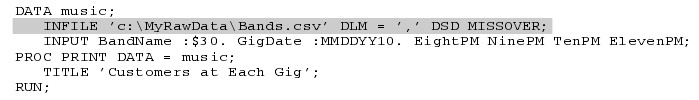 DATA music;
INFILE 'c:\MyRawData\Bands.csv' DLM = ',' DSD MISSOVER;
INPUT BandName :$30. GigDate :MMDDYY10. EightPM NinePM TenPM ElevenPM;
PROC PRINT DATA = music;
TITLE 'Customers at Each Gig';
RUN;